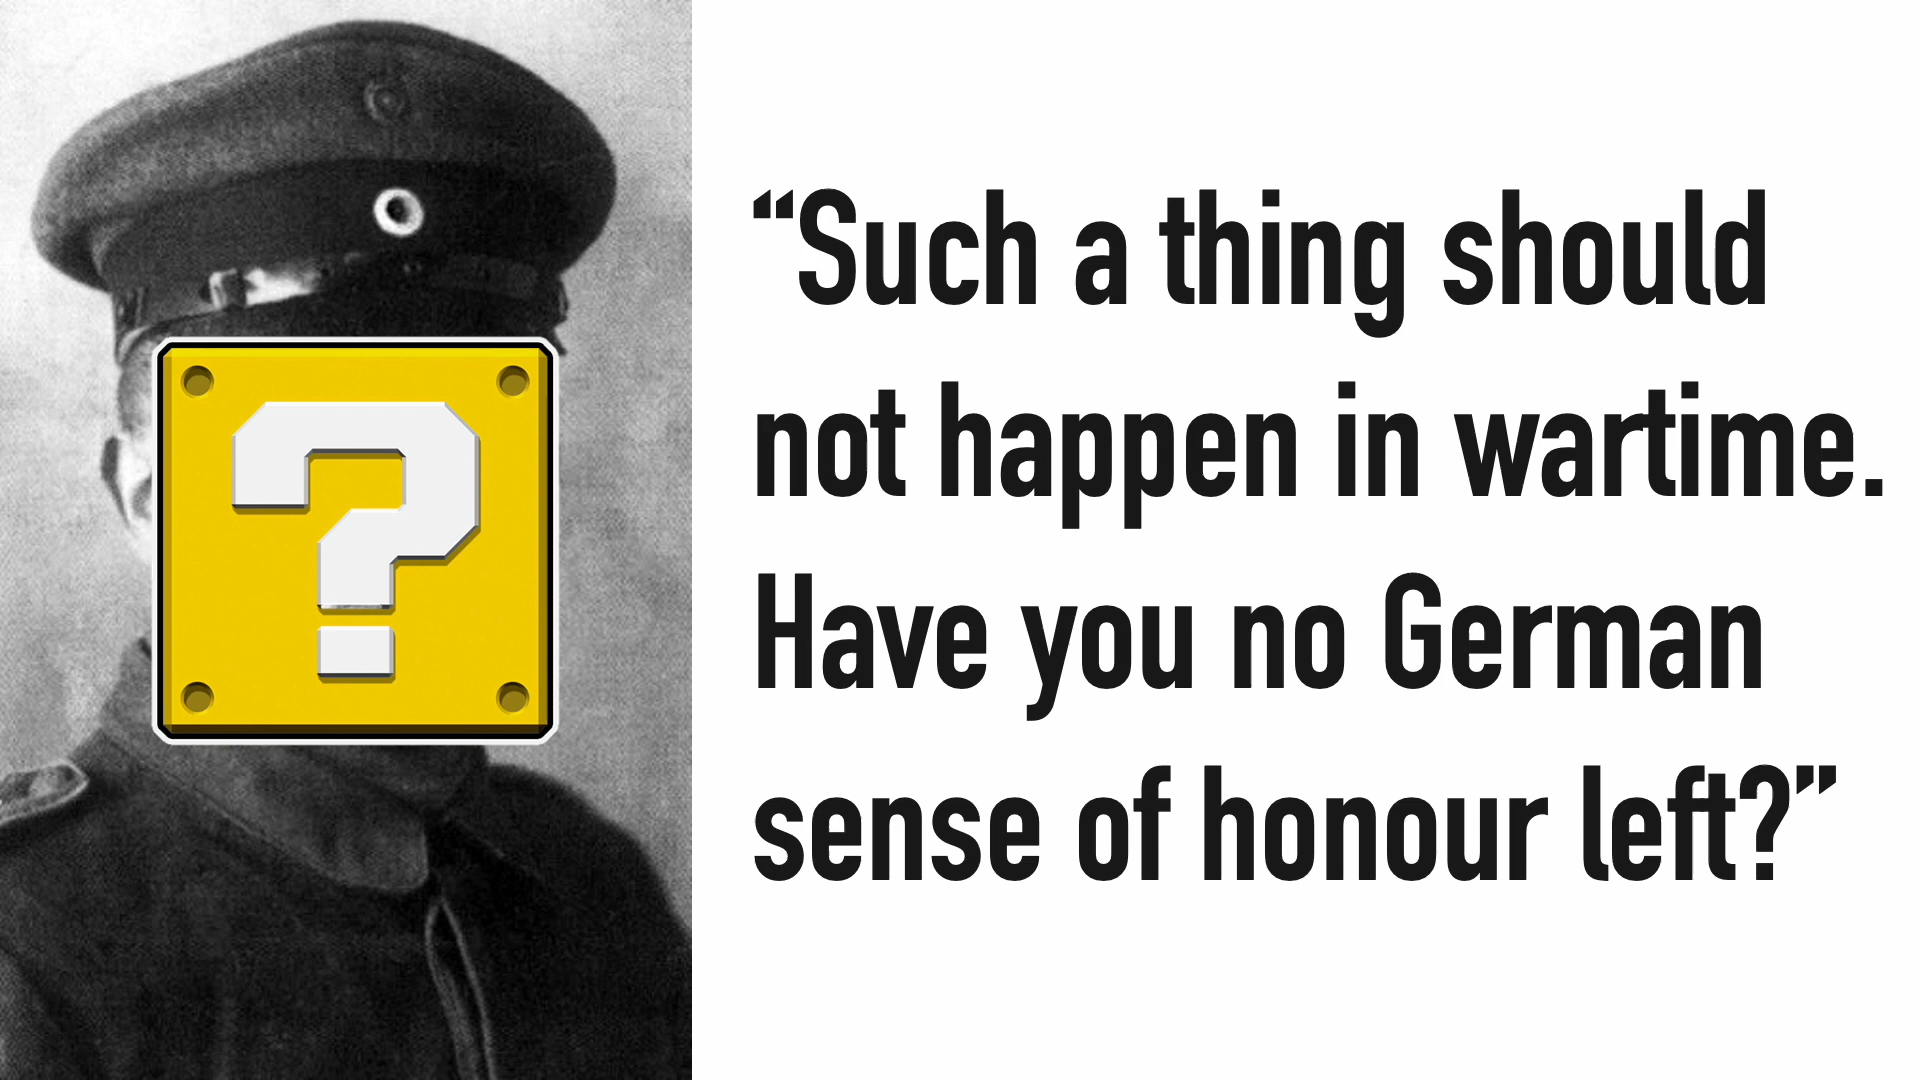 “Such a thing should
not happen in wartime.
Have you no German
sense of honour left?”
?